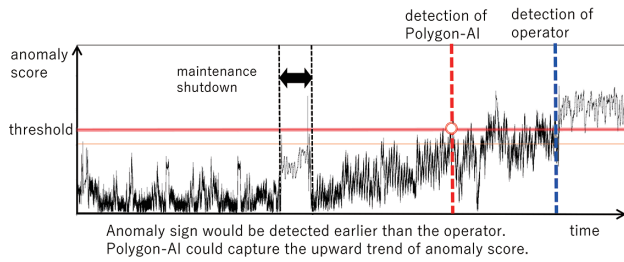 detection of
Polygon-AI
detection of
operator
anomaly
score
maintenance
shutdown
threshold
time
Anomaly sign would be detected earlier than the operator.
Polygon-AI could capture the upward trend of anomaly score.